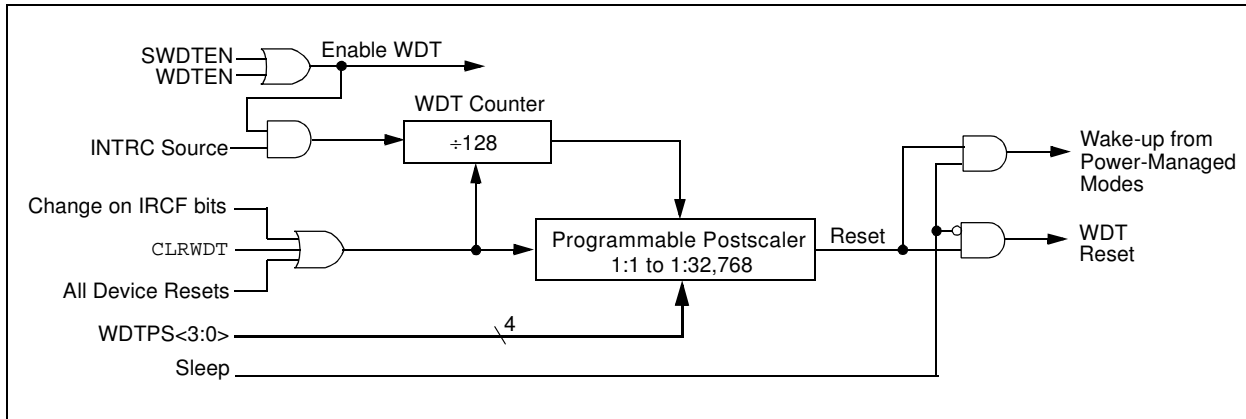 SWDTEN
WDTEN
Enable WDT
WDT Counter
INTRC Source
÷128
Wake-up from
Power-Managed
Modes
Change on IRCF bits
CLRWDT
All Device Resets
Programmable Postscaler
1:1 to 1:32,768
Reset
WDT
Reset
WDTPS<3:0>
4
Sleep